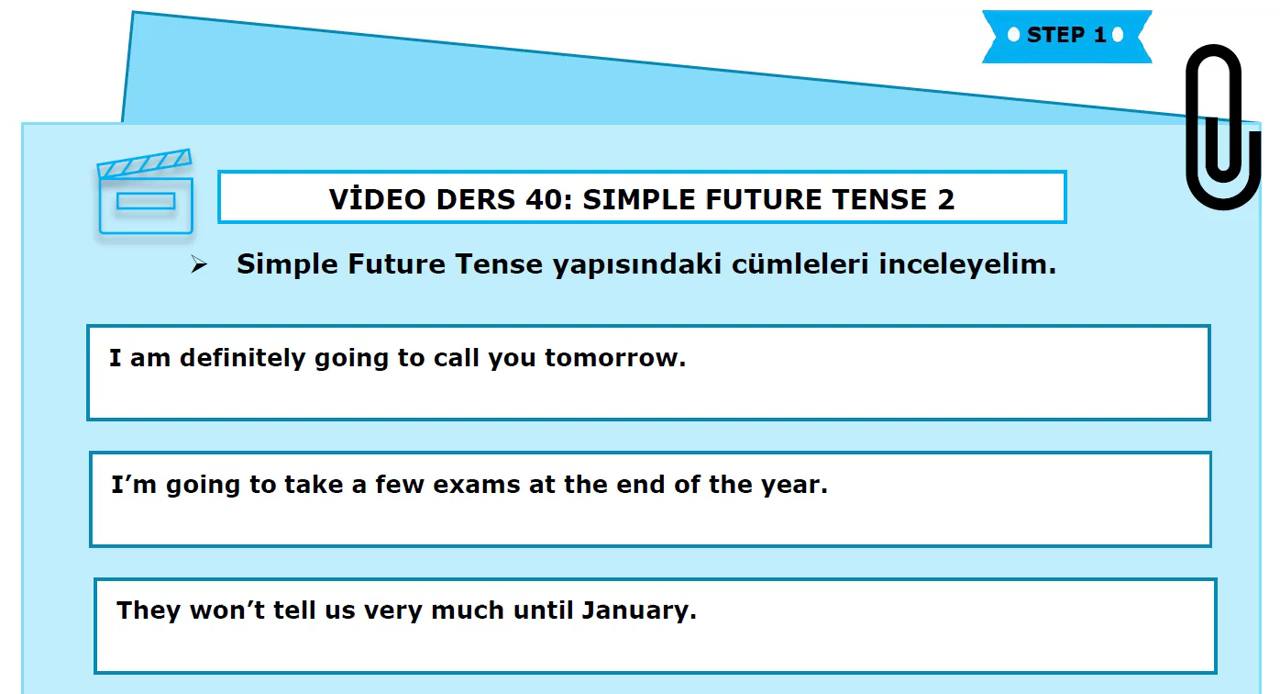 STEP 1
VİDEO DERS 40: SIMPLE FUTURE TENSE 2
➢ Simple Future Tense yapısındaki cümleleri inceleyelim.
I am definitely going to call you tomorrow.
I’m going to take a few exams at the end of the year.
They won’t tell us very much until January.